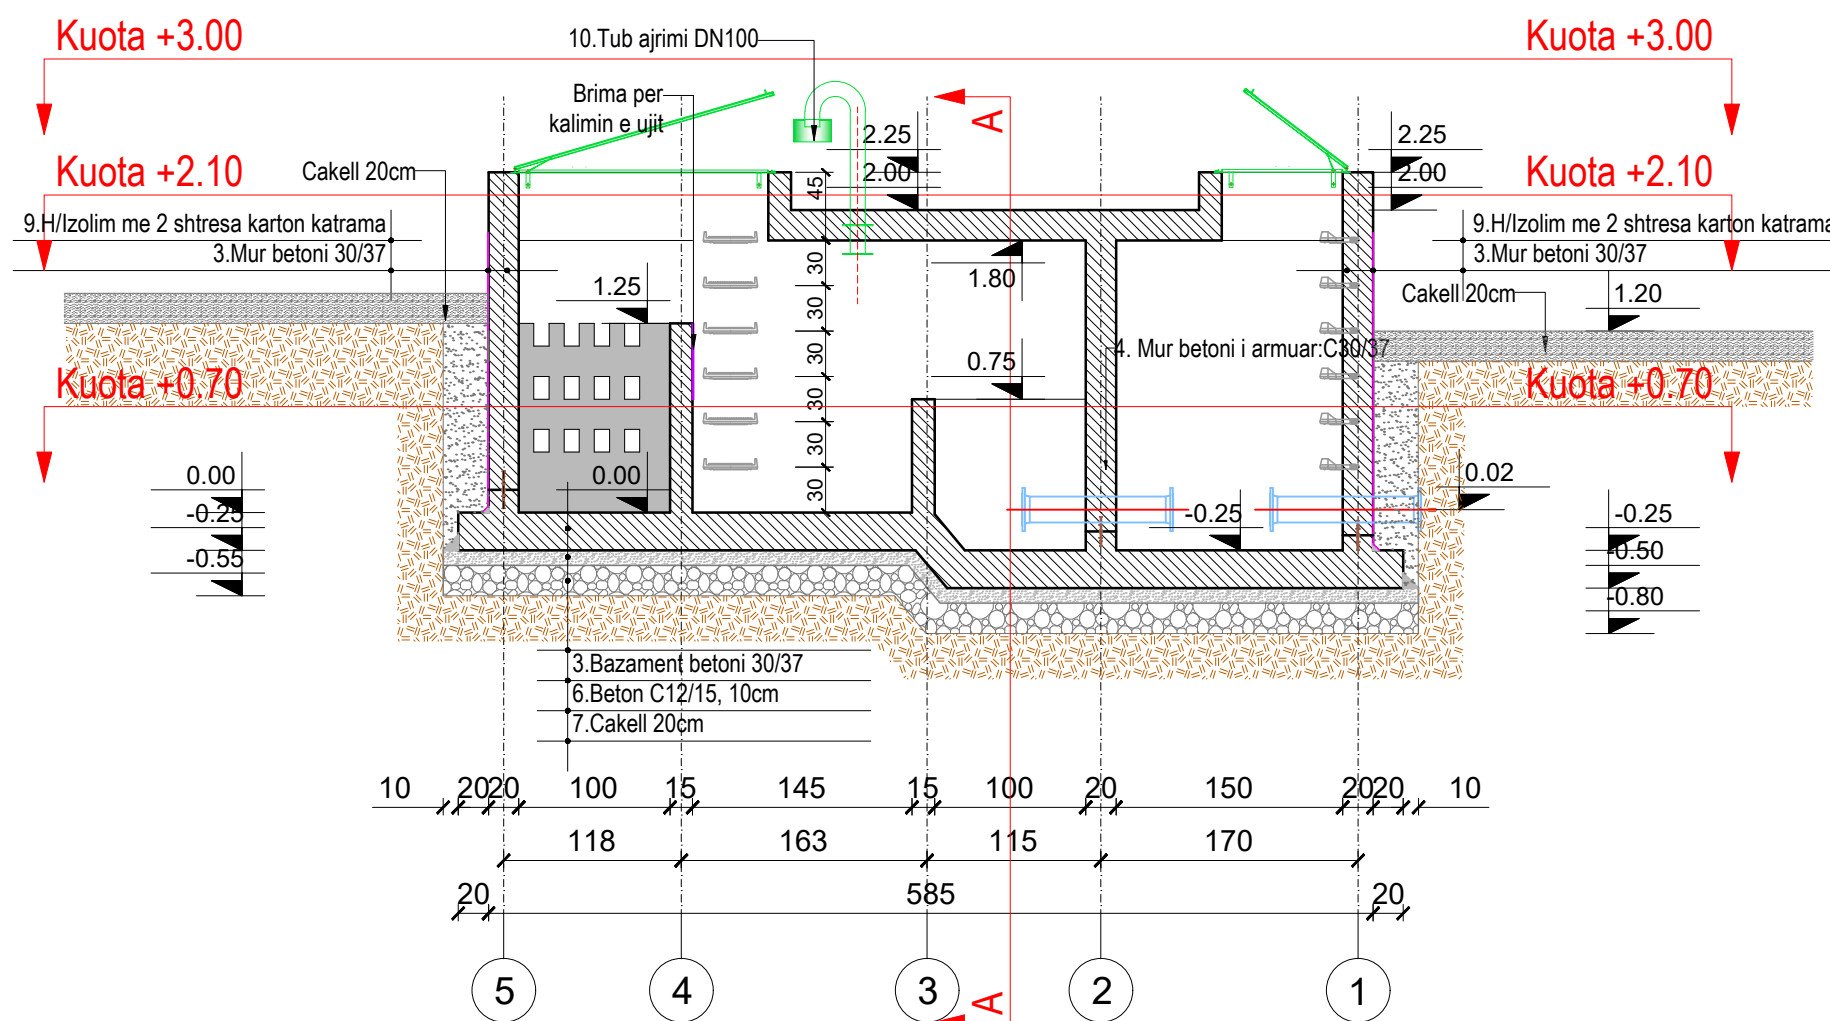 Kuota +3.00
10.Tub ajrimi DN100
Kuota +3.00
Brima per
kalimin e ujit
A
2.25
2.25
Cakell 20cm
Kuota +2.10
2.00
2.00
Kuota +2.10
45
9.H/Izolim me 2 shtresa karton katrama
9.H/Izolim me 2 shtresa karton katrama
3.Mur betoni 30/37
3.Mur betoni 30/37
30
1.80
1.25
Cakell 20cm
1.20
30
4. Mur betoni i armuar:C30/37
30
0.75
Kuota +0.70
Kuota +0.70
30
30
0.00
0.00
0.02
30
-0.25
-0.25
-0.25
-0.55
-0.50
-0.80
3.Bazament betoni 30/37
6.Beton C12/15, 10cm
7.Cakell 20cm
10 20 20 100 15 145 15 100 20 150 20 20 10
118 163 115 170
20 585 20
5 4 3 A 2 1